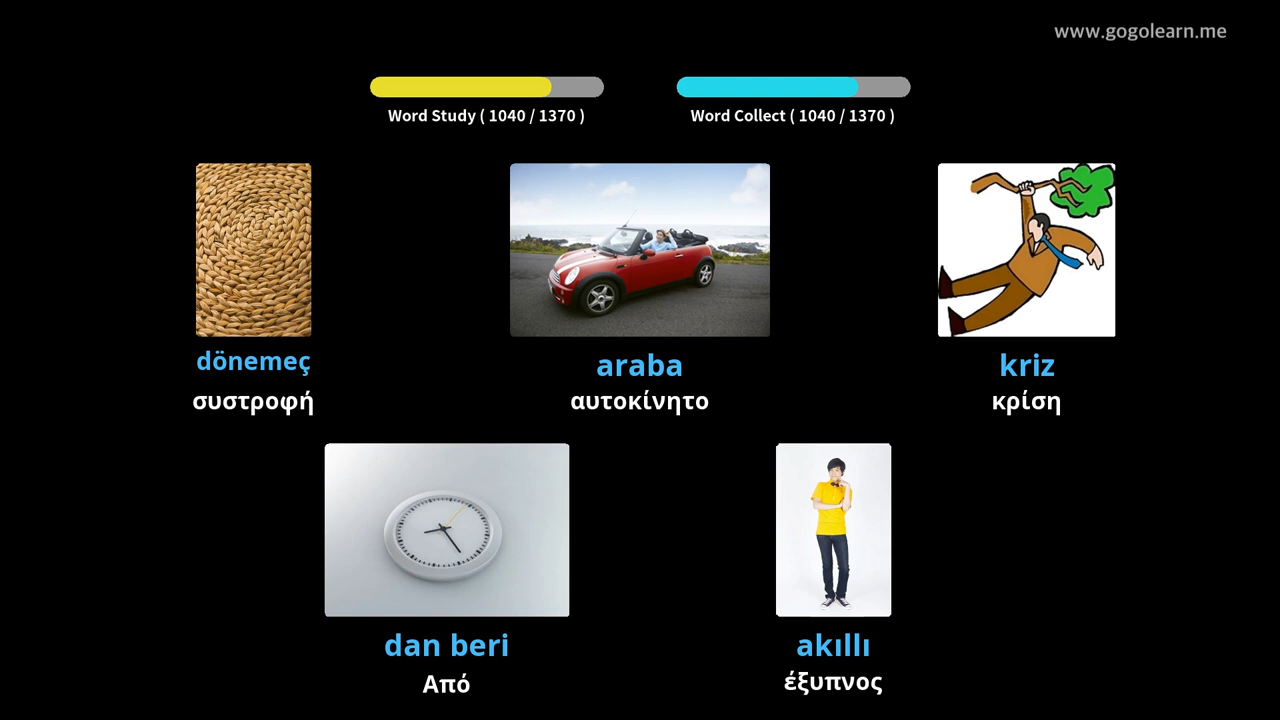 www.gogolearn.me
Word Study ( 1040 / 1370 )
Word Collect ( 1040 / 1370 )
dönemeç
συστροφή
araba
αυτοκίνητο
kriz
κρίση
dan beri
Από
akıllı
έξυπνος